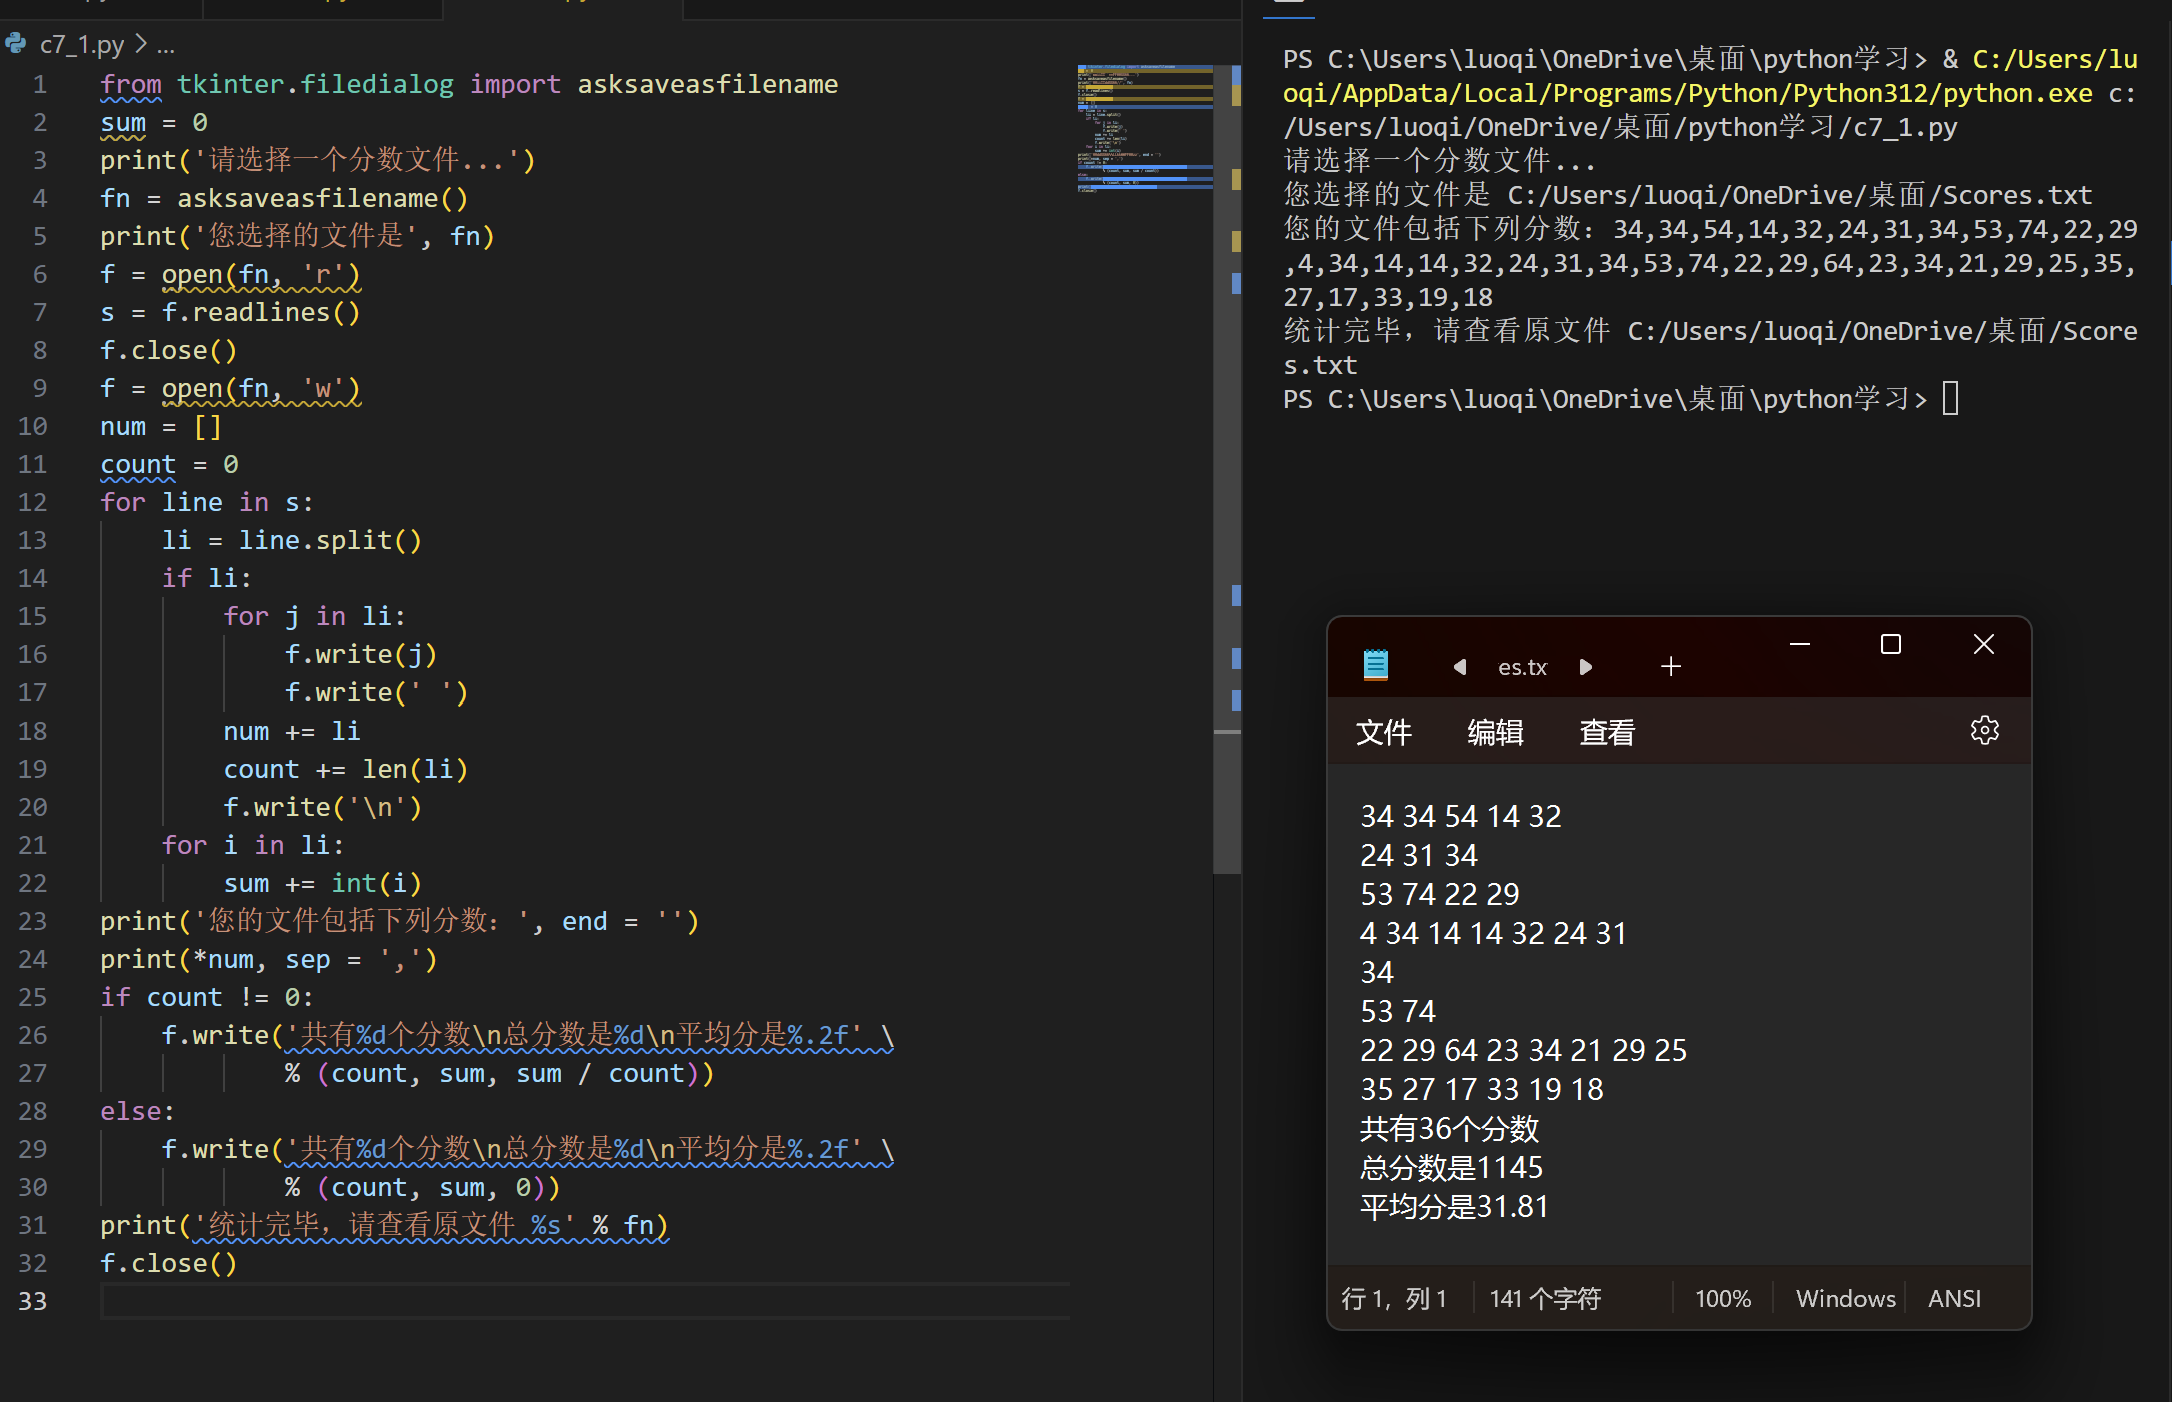 c7_1.py > ...
1 from tkinter.filedialog import asksaveasfilename
2 sum = 0
3 print('请选择一个分数文件...')
4 fn = asksaveasfilename()
5 print('您选择的文件是', fn)
6 f = open(fn, 'r')
7 s = f.readlines()
8 f.close()
9 f = open(fn, 'w')
10 num = []
11 count = 0
12 for line in s:
13     li = line.split()
14     if li:
15         for j in li:
16             f.write(j)
17             f.write(' ')
18         num += li
19         count += len(li)
20         f.write('\n')
21     for i in li:
22         sum += int(i)
23 print('您的文件包括下列分数：', end = '')
24 print(*num, sep = ',')
25 if count != 0:
26     f.write('共有%d个分数\n总分数是%d\n平均分是%.2f' \
27             % (count, sum, sum / count))
28 else:
29     f.write('共有%d个分数\n总分数是%d\n平均分是%.2f' \
30             % (count, sum, 0))
31 print('统计完毕，请查看原文件 %s' % fn)
32 f.close()
33
PS C:\Users\luoqi\OneDrive\桌面\python学习> & C:/Users/lu
oqi/AppData/Local/Programs/Python/Python312/python.exe c:
/Users/luoqi/OneDrive/桌面/python学习/c7_1.py
请选择一个分数文件...
您选择的文件是 C:/Users/luoqi/OneDrive/桌面/Scores.txt
您的文件包括下列分数：34,34,54,14,32,24,31,34,53,74,22,29
,4,34,14,14,32,24,31,34,53,74,22,29,64,23,34,21,29,25,35,
27,17,33,19,18
统计完毕，请查看原文件 C:/Users/luoqi/OneDrive/桌面/Score
s.txt
PS C:\Users\luoqi\OneDrive\桌面\python学习>
es.tx
文件 编辑 查看
34 34 54 14 32
24 31 34
53 74 22 29
4 34 14 14 32 24 31
34
53 74
22 29 64 23 34 21 29 25
35 27 17 33 19 18
共有36个分数
总分数是1145
平均分是31.81
行 1，列 1 141 个字符 100% Windows ANSI